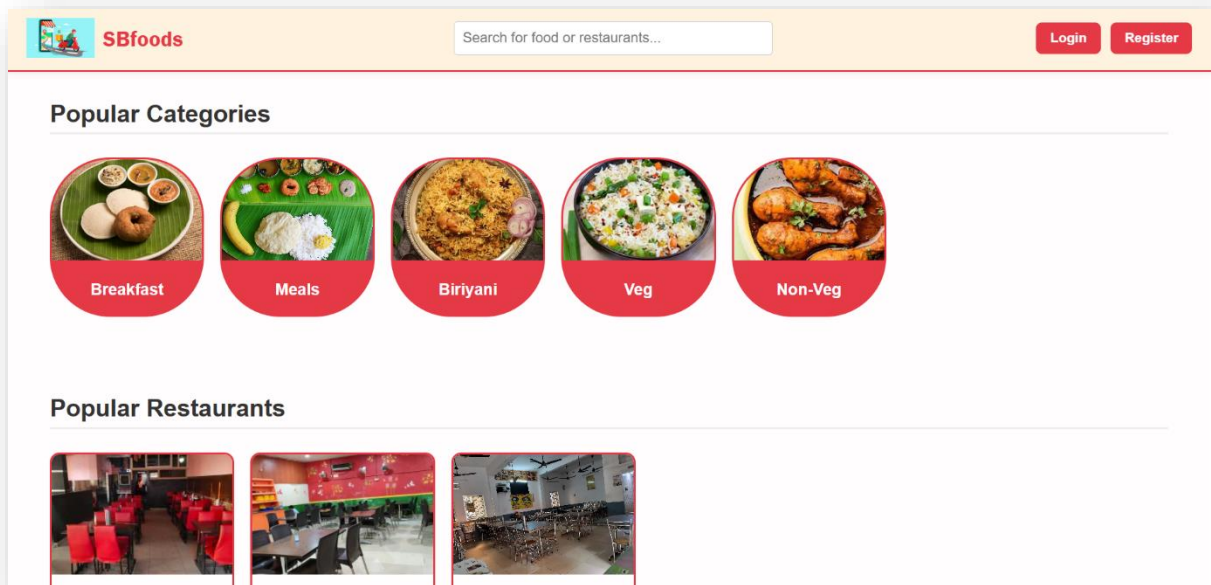 SBfoods
Search for food or restaurants...
Login
Register
Popular Categories
Breakfast
Meals
Biriyani
Veg
Non-Veg
Popular Restaurants